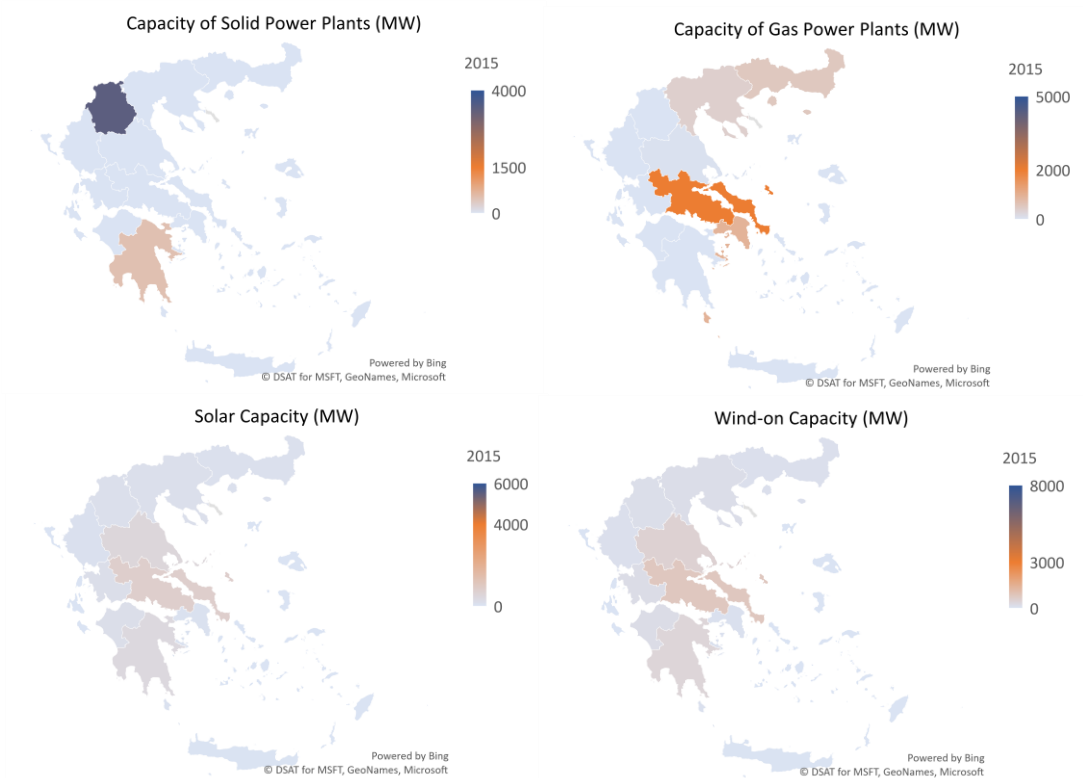 Capacity of Solid Power Plants (MW)
2015
4000
1500
0
Powered by Bing
© DSAT for MSFT, GeoNames, Microsoft
Capacity of Gas Power Plants (MW)
2015
5000
2000
0
Powered by Bing
© DSAT for MSFT, GeoNames, Microsoft
Solar Capacity (MW)
2015
6000
4000
0
Powered by Bing
© DSAT for MSFT, GeoNames, Microsoft
Wind-on Capacity (MW)
2015
8000
3000
0
Powered by Bing
© DSAT for MSFT, GeoNames, Microsoft